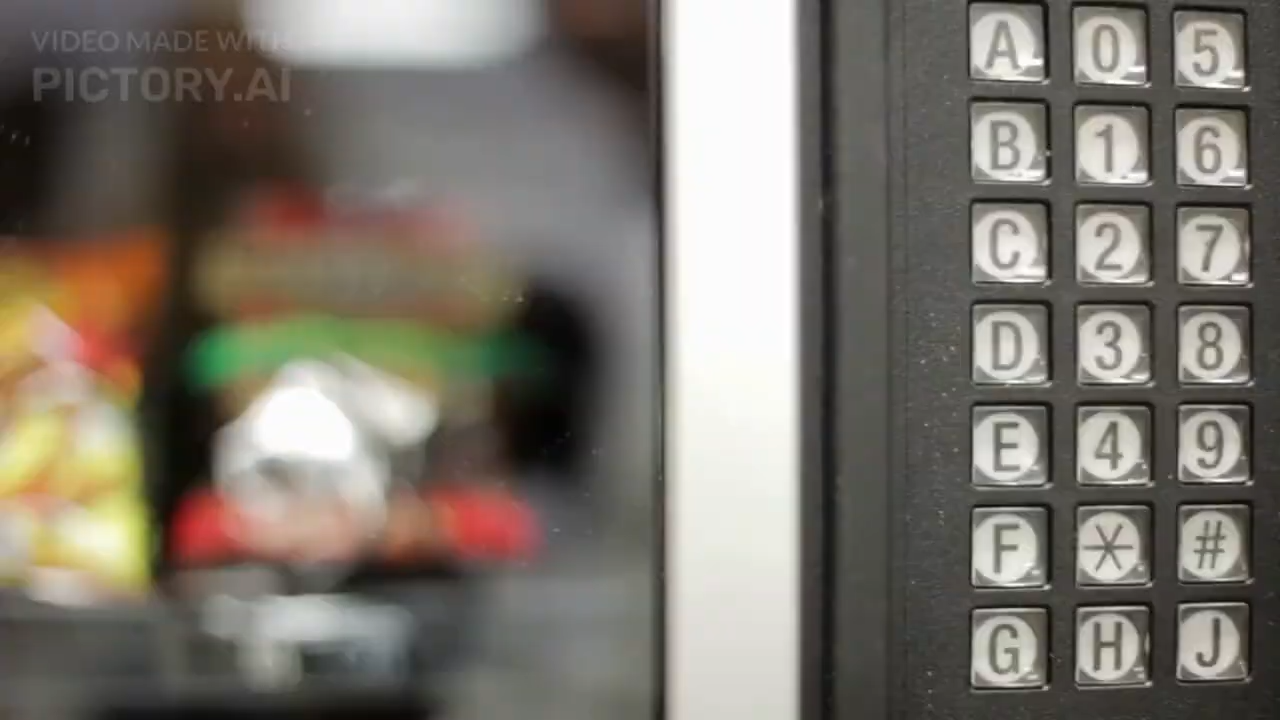 VIDEO MADE WITH
PICTORY.AI
A 0 5
B 1 6
C 2 7
D 3 8
E 4 9
F * #
G H J